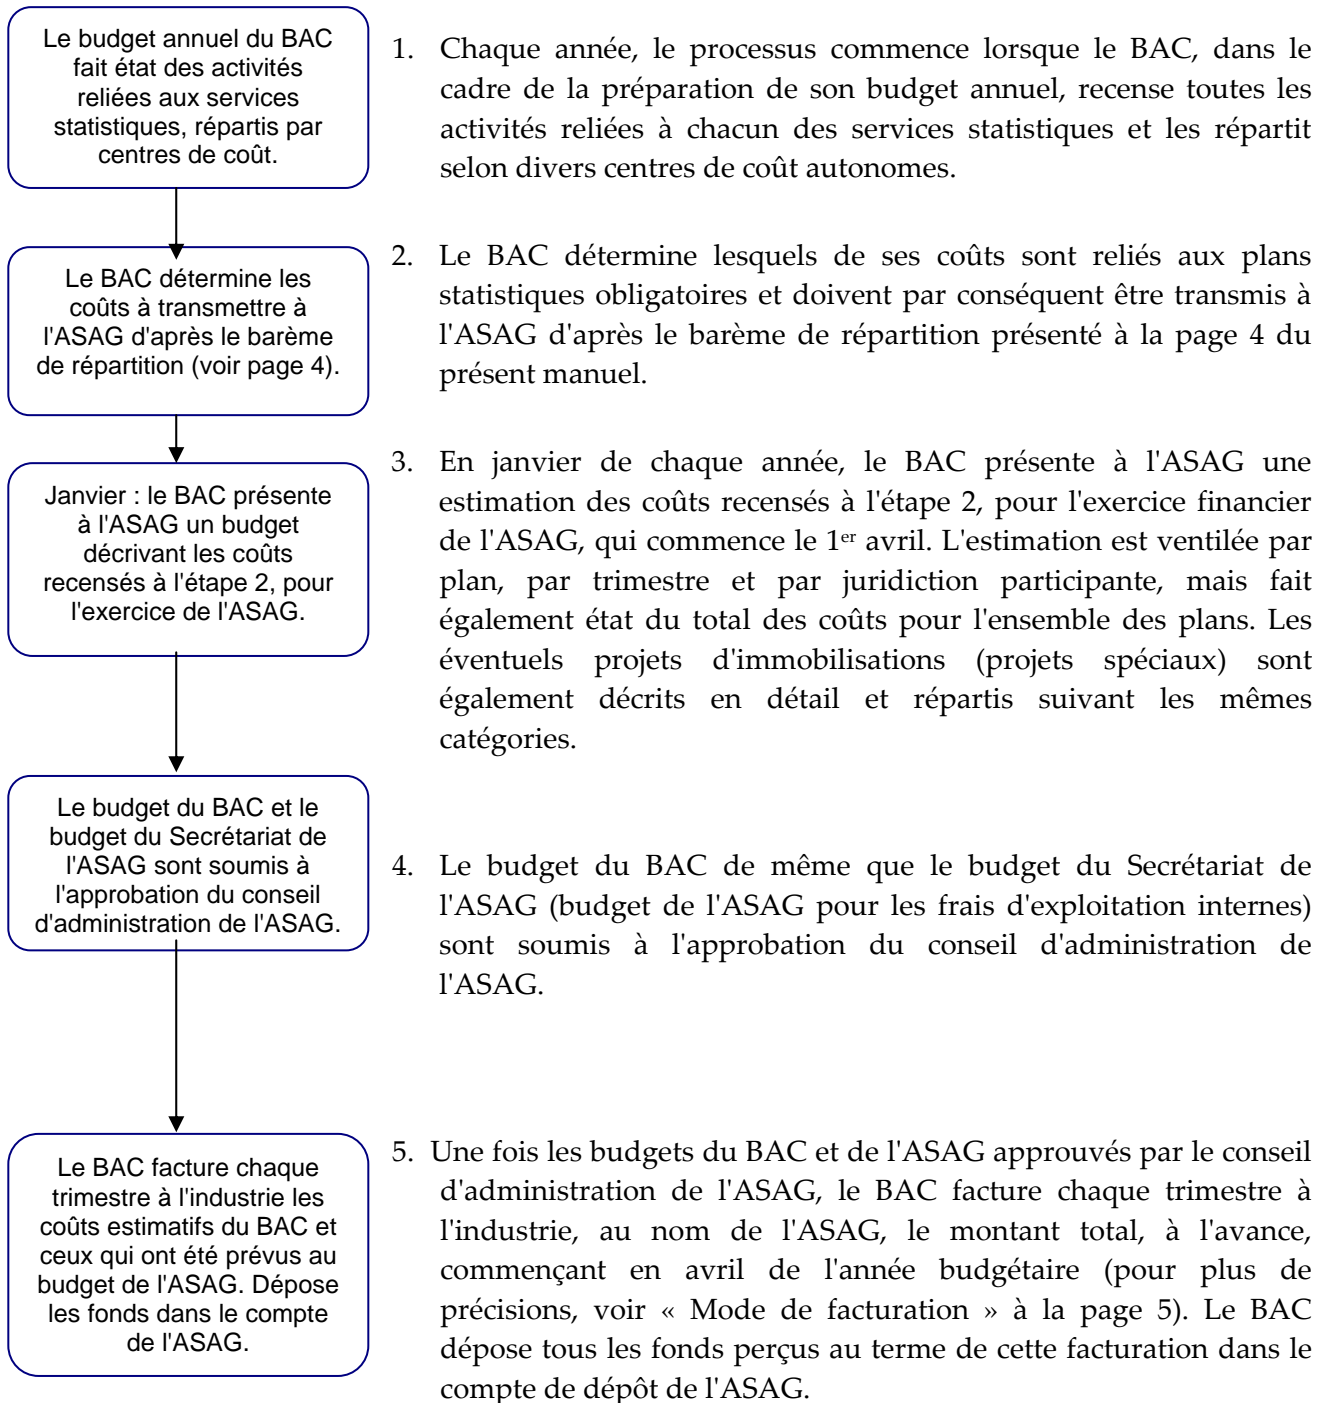 Le budget annuel du BAC
fait état des activités
reliées aux services
statistiques, répartis par
centres de coût.
1. Chaque année, le processus commence lorsque le BAC, dans le
cadre de la préparation de son budget annuel, recense toutes les
activités reliées à chacun des services statistiques et les répartit
selon divers centres de coût autonomes.
Le BAC détermine les
coûts à transmettre à
l'ASAG d'après le barème
de répartition (voir page 4).
2. Le BAC détermine lesquels de ses coûts sont reliés aux plans
statistiques obligatoires et doivent par conséquent être transmis à
l'ASAG d'après le barème de répartition présenté à la page 4 du
présent manuel.
Janvier : le BAC présente
à l'ASAG un budget
décrivant les coûts
recensés à l'étape 2, pour
l'exercice de l'ASAG.
3. En janvier de chaque année, le BAC présente à l'ASAG une
estimation des coûts recensés à l'étape 2, pour l'exercice financier
de l'ASAG, qui commence le 1er avril. L'estimation est ventilée par
plan, par trimestre et par juridiction participante, mais fait
également état du total des coûts pour l'ensemble des plans. Les
éventuels projets d'immobilisations (projets spéciaux) sont
également décrits en détail et répartis suivant les mêmes
catégories.
Le budget du BAC et le
budget du Secrétariat de
l'ASAG sont soumis à
l'approbation du conseil
d'administration de l'ASAG.
4. Le budget du BAC de même que le budget du Secrétariat de
l'ASAG (budget de l'ASAG pour les frais d'exploitation internes)
sont soumis à l'approbation du conseil d'administration de
l'ASAG.
Le BAC facture chaque
trimestre à l'industrie les
coûts estimatifs du BAC et
ceux qui ont été prévus au
budget de l'ASAG. Dépose
les fonds dans le compte
de l'ASAG.
5. Une fois les budgets du BAC et de l'ASAG approuvés par le conseil
d'administration de l'ASAG, le BAC facture chaque trimestre à
l'industrie, au nom de l'ASAG, le montant total, à l'avance,
commençant en avril de l'année budgétaire (pour plus de
précisions, voir « Mode de facturation » à la page 5). Le BAC
dépose tous les fonds perçus au terme de cette facturation dans le
compte de dépôt de l'ASAG.